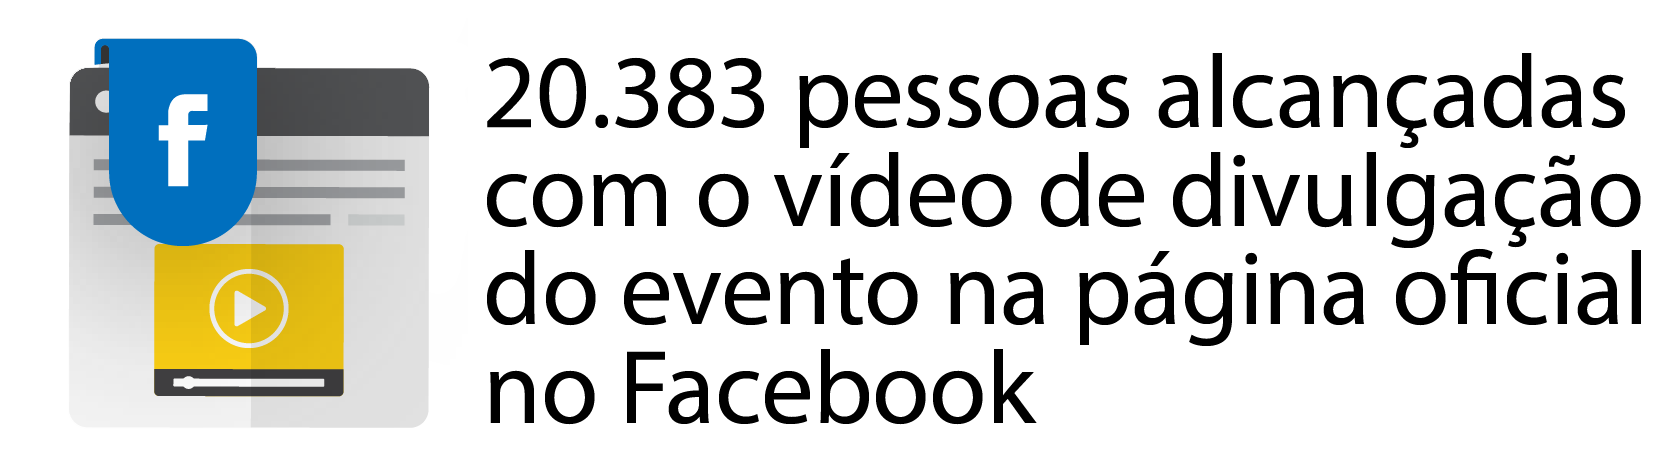 f
20.383 pessoas alcançadas
com o vídeo de divulgação
do evento na página oficial
no Facebook